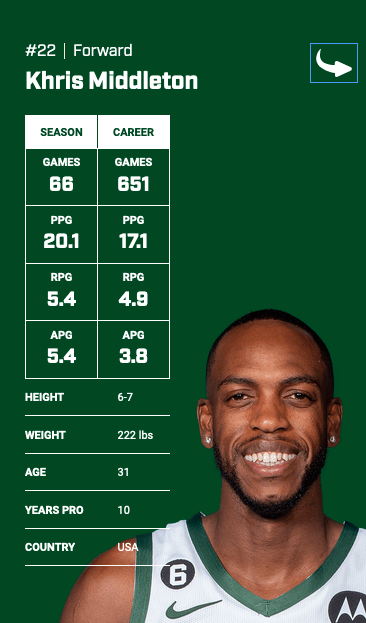 #22 | Forward
Khris Middleton
SEASON CAREER
GAMES GAMES
66 651
PPG PPG
20.1 17.1
RPG RPG
5.4 4.9
APG APG
5.4 3.8
HEIGHT 6-7
WEIGHT 222 lbs
AGE 31
YEARS PRO 10
COUNTRY USA
6